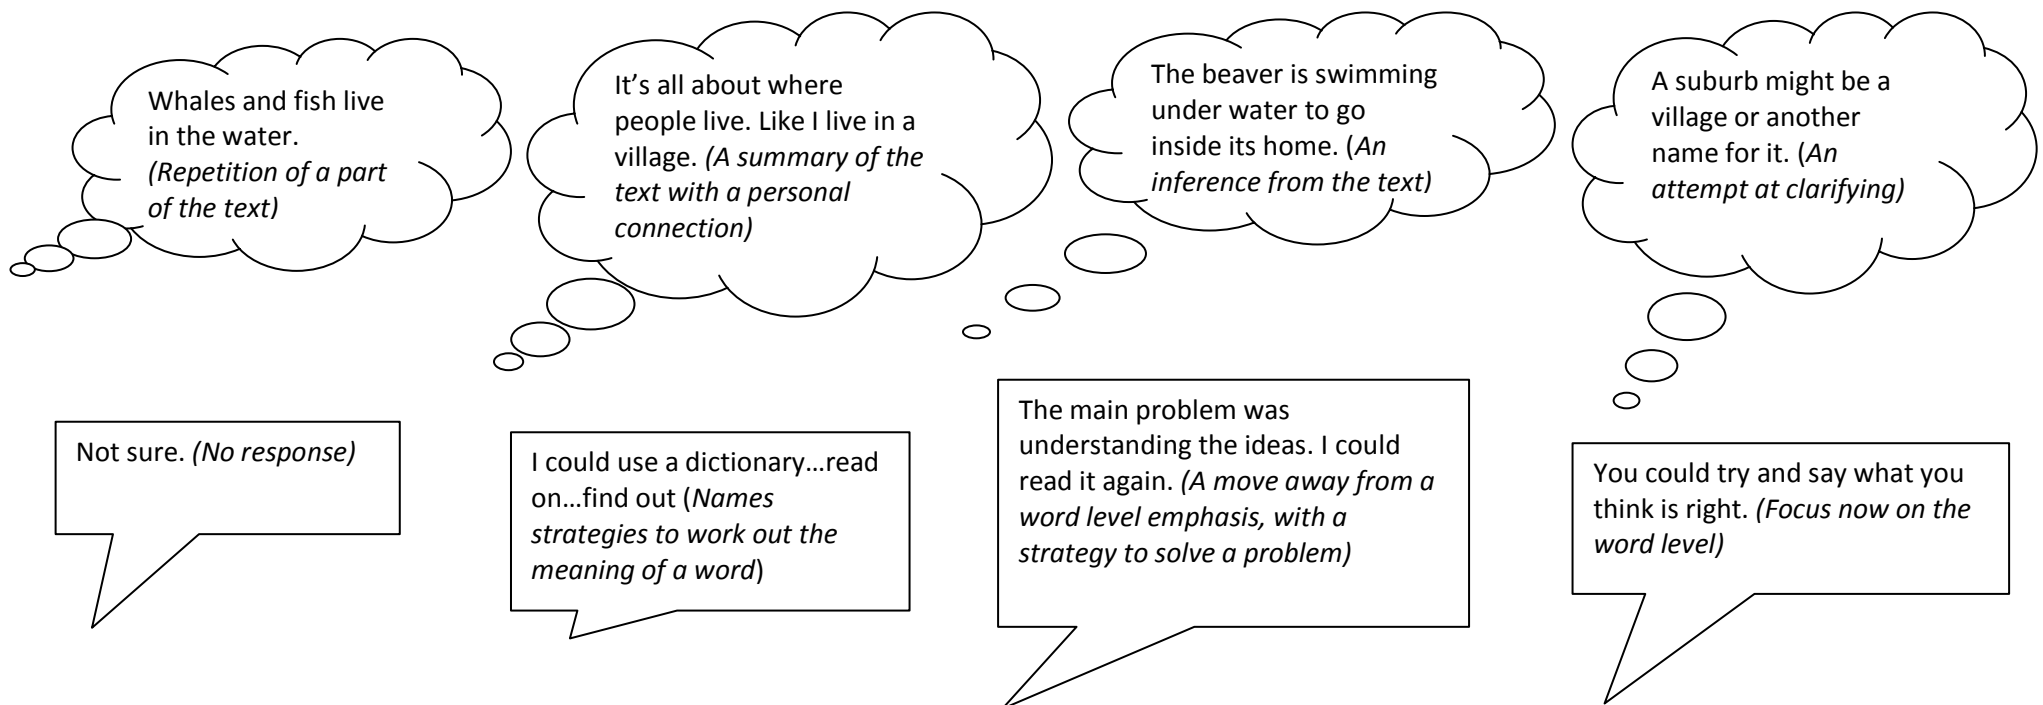 Whales and fish live
in the water.
(Repetition of a part
of the text)
It’s all about where
people live. Like I live in a
village. (A summary of the
text with a personal
connection)
The beaver is swimming
under water to go
inside its home. (An
inference from the text)
A suburb might be a
village or another
name for it. (An
attempt at clarifying)
Not sure. (No response)
I could use a dictionary…read
on…find out (Names
strategies to work out the
meaning of a word)
The main problem was
understanding the ideas. I could
read it again. (A move away from a
word level emphasis, with a
strategy to solve a problem)
You could try and say what you
think is right. (Focus now on the
word level)